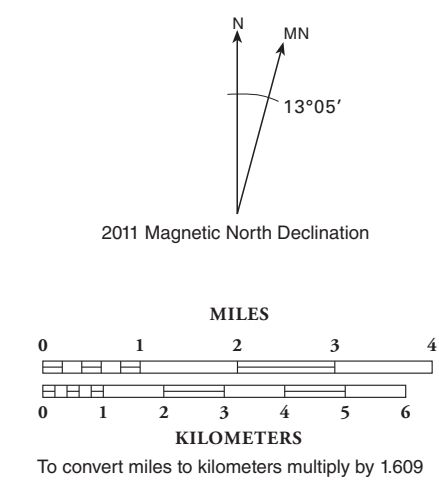 N
MN
13°05'
2011 Magnetic North Declination
MILES
0 1 2 3 4
0 1 2 3 4 5 6
KILOMETERS
To convert miles to kilometers multiply by 1.609